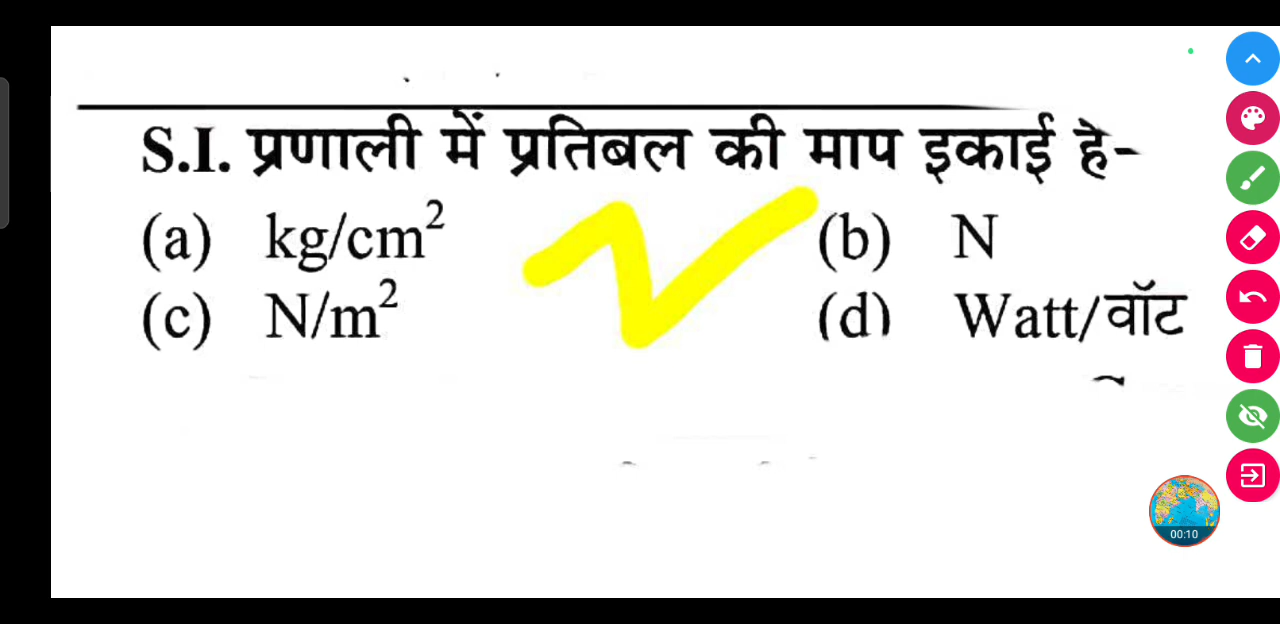 S.I. प्रणाली में प्रतिबल की माप इकाई है-
(a) kg/cm² (b) N
(c) N/m² (d) Watt/वॉट
00:10